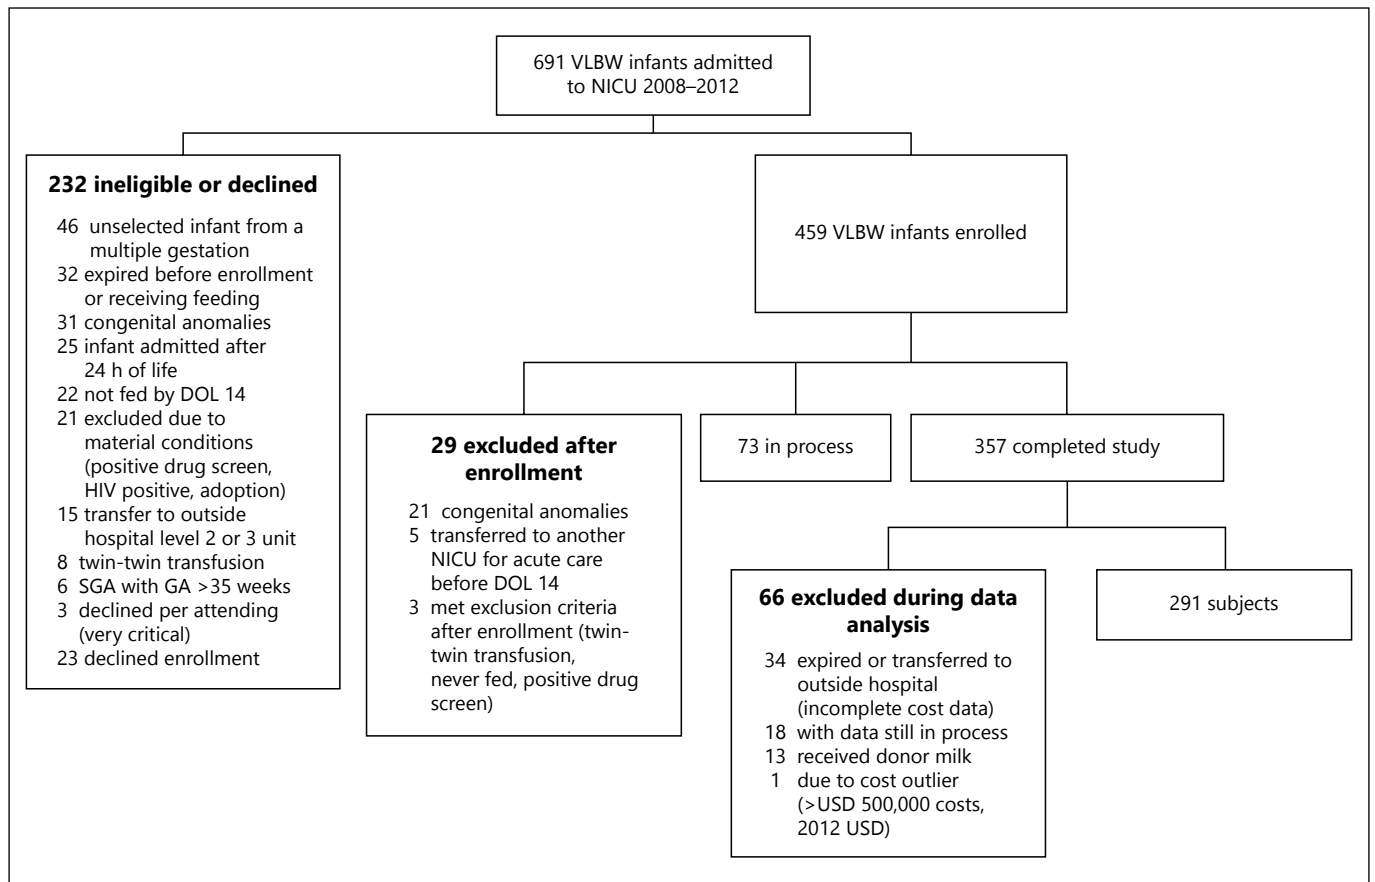 691 VLBW infants admitted
to NICU 2008–2012
232 ineligible or declined
46 unselected infant from a
multiple gestation
32 expired before enrollment
or receiving feeding
31 congenital anomalies
25 infant admitted after
24 h of life
22 not fed by DOL 14
21 excluded due to
material conditions
(positive drug screen,
HIV positive, adoption)
15 transfer to outside
hospital level 2 or 3 unit
8 twin-twin transfusion
6 SGA with GA >35 weeks
3 declined per attending
(very critical)
23 declined enrollment
459 VLBW infants enrolled
29 excluded after
enrollment
21 congenital anomalies
5 transferred to another
NICU for acute care
before DOL 14
3 met exclusion criteria
after enrollment (twin-
twin transfusion,
never fed, positive drug
screen)
73 in process
357 completed study
66 excluded during data
analysis
34 expired or transferred to
outside hospital
(incomplete cost data)
18 with data still in process
13 received donor milk
1 due to cost outlier
(>USD 500,000 costs,
2012 USD)
291 subjects